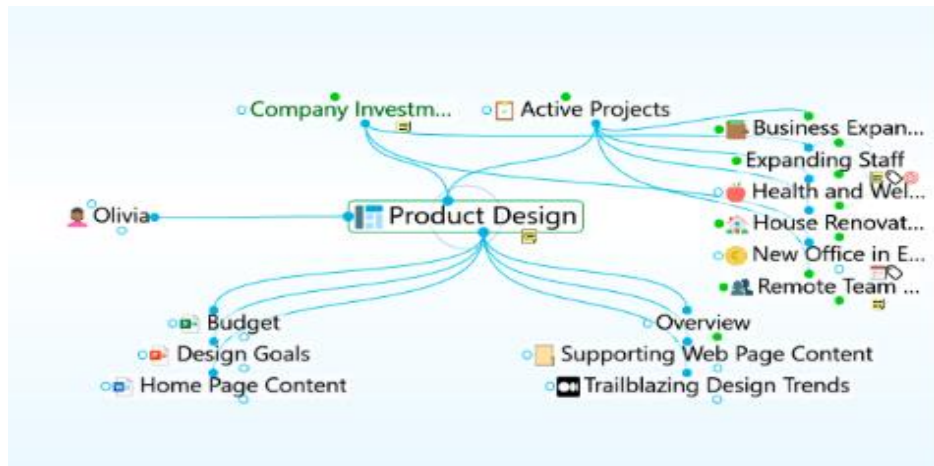 Company Investm...
Active Projects
Business Expan...
Expanding Staff
Health and Wel...
House Renovat...
New Office in E...
Remote Team ...
Olivia
Product Design
Budget
Design Goals
Home Page Content
Overview
Supporting Web Page Content
Trailblazing Design Trends